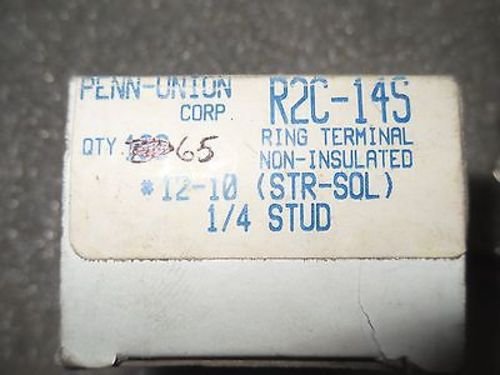 PENN-UNION R2C-14S
CORP RING TERMINAL
QTY 65 NON-INSULATED
* 12-10 (STR-SOL)
1/4 STUD